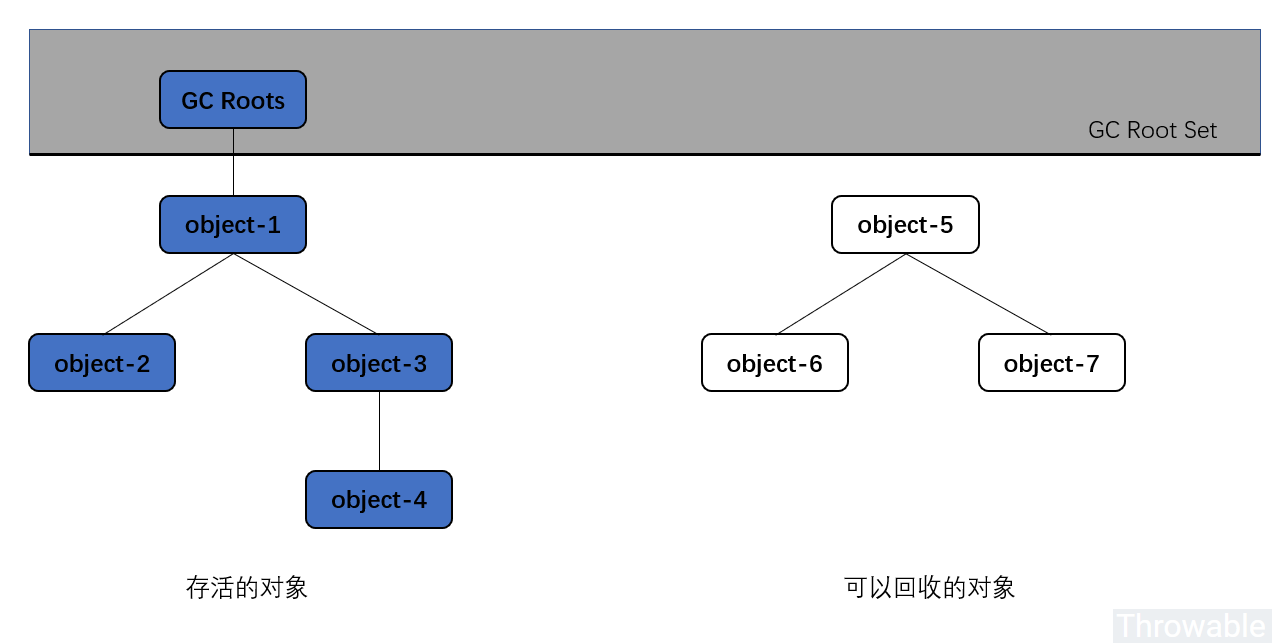 GC Roots
GC Root Set
object-1
object-5
object-2
object-3
object-6
object-7
object-4
存活的对象
可以回收的对象
Throwable